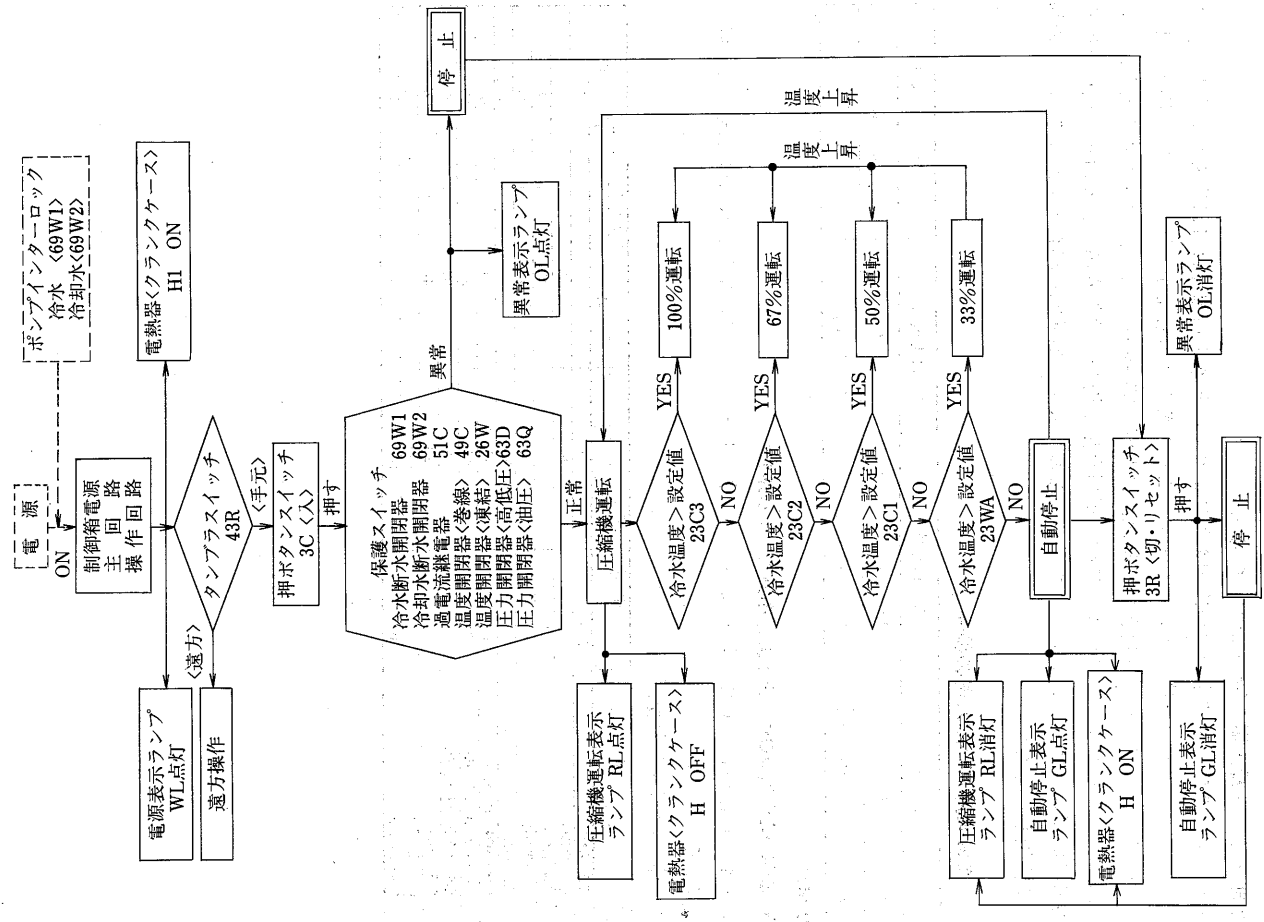 電源
ON
ポンプインターロック
冷水 <69W1>
冷却水<69W2>
制御箱電源
主回路
操作回路
電源表示ランプ
WL点灯
電熱器<クランクケース>
H1 ON
タンブラスイッチ
43R
<遠方>
遠方操作
<手元>
押ボタンスイッチ
3C <入>
押す
保護スイッチ
冷水断水開閉器 69W1
冷却水断水開閉器 69W2
過電流継電器 51C
温度開閉器<巻線> 49C
温度開閉器<凍結> 26W
圧力開閉器<高低圧>63D
圧力開閉器<油圧> 63Q
異常
停止
異常表示ランプ
OL点灯
正常
圧縮機運転
圧縮機運転表示
ランプ RL点灯
電熱器<クランクケース>
H OFF
冷水温度>設定値
23C3
YES
100%運転
NO
冷水温度>設定値
23C2
YES
67%運転
NO
冷水温度>設定値
23C1
YES
50%運転
NO
冷水温度>設定値
23WA
YES
33%運転
NO
温度上昇
温度上昇
自動停止
圧縮機運転表示
ランプ RL消灯
自動停止表示
ランプ GL点灯
電熱器<クランクケース>
H ON
押ボタンスイッチ
3R <切・リセット>
押す
自動停止表示
ランプ GL消灯
異常表示ランプ
OL消灯
停止